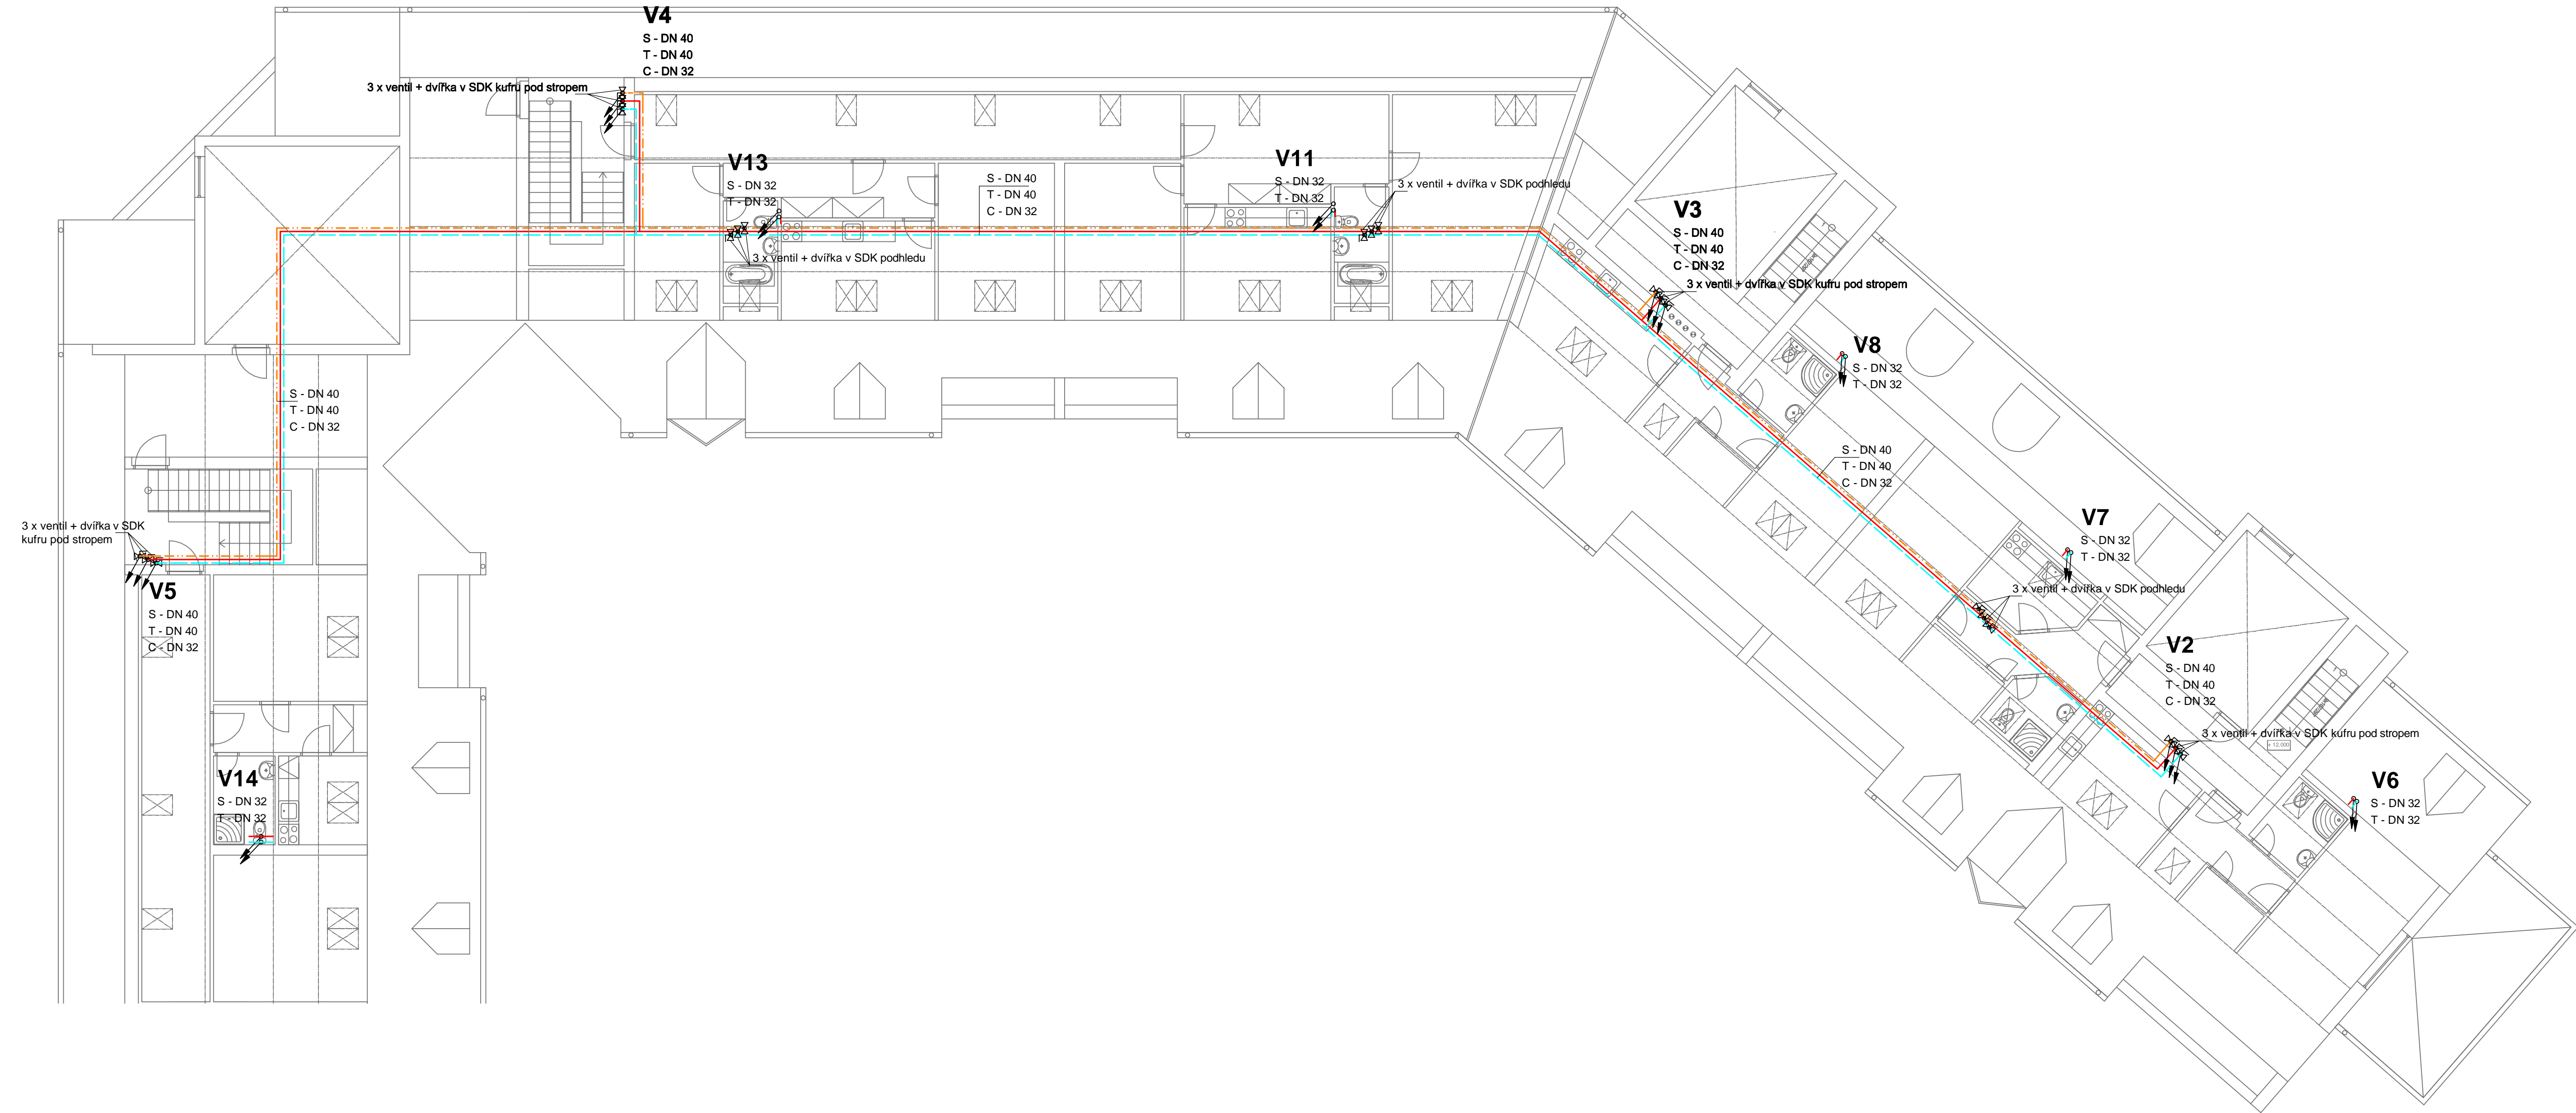 V4
S - DN 40
T - DN 40
C - DN 32
3 x ventil + dvířka v SDK kufru pod stropem
V13
S - DN 32
T - DN 32
3 x ventil + dvířka v SDK podhledu
S - DN 40
T - DN 40
C - DN 32
V11
S - DN 32
T - DN 32
3 x ventil + dvířka v SDK podhledu
V3
S - DN 40
T - DN 40
C - DN 32
3 x ventil + dvířka v SDK kufru pod stropem
V8
S - DN 32
T - DN 32
S - DN 40
T - DN 40
C - DN 32
S - DN 40
T - DN 40
C - DN 32
V7
S - DN 32
T - DN 32
3 x ventil + dvířka v SDK podhledu
3 x ventil + dvířka v SDK
kufru pod stropem
V5
S - DN 40
T - DN 40
C - DN 32
V2
S - DN 40
T - DN 40
C - DN 32
3 x ventil + dvířka v SDK kufru pod stropem
+ 12,000
V14
S - DN 32
T - DN 32
V6
S - DN 32
T - DN 32